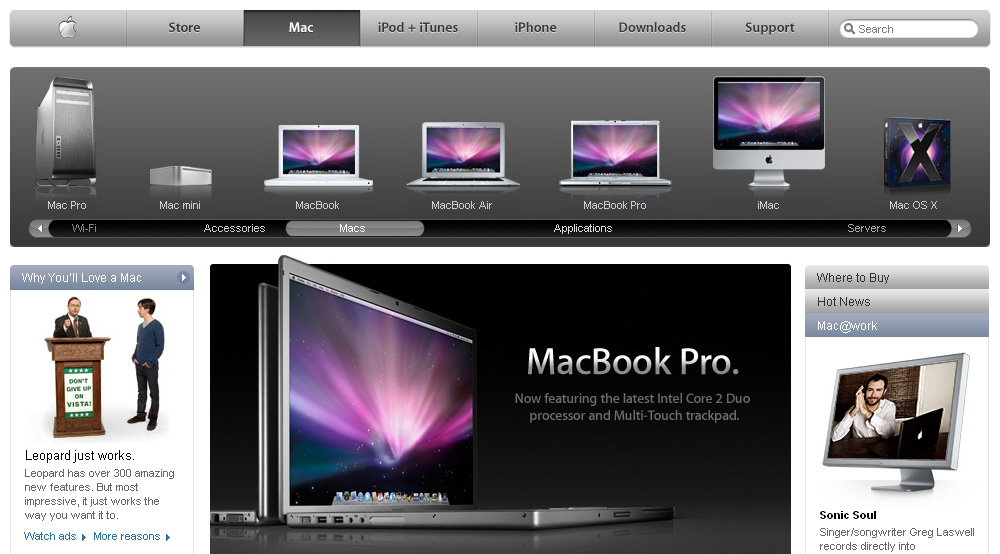 Store
Mac
iPod + iTunes
iPhone
Downloads
Support
Search
Mac Pro
Mac mini
MacBook
MacBook Air
MacBook Pro
iMac
Mac OS X
Wi-Fi
Accessories
Macs
Applications
Servers
Why You'll Love a Mac
DON'T
GIVE UP
ON
VISTA!
Leopard just works.
Leopard has over 300 amazing
new features. But most
impressive, it just works the
way you want it to.
Watch ads
More reasons
MacBook Pro.
Now featuring the latest Intel Core 2 Duo
processor and Multi-Touch trackpad.
Where to Buy
Hot News
Mac@work
Sonic Soul
Singer/songwriter Greg Laswell
records directly into